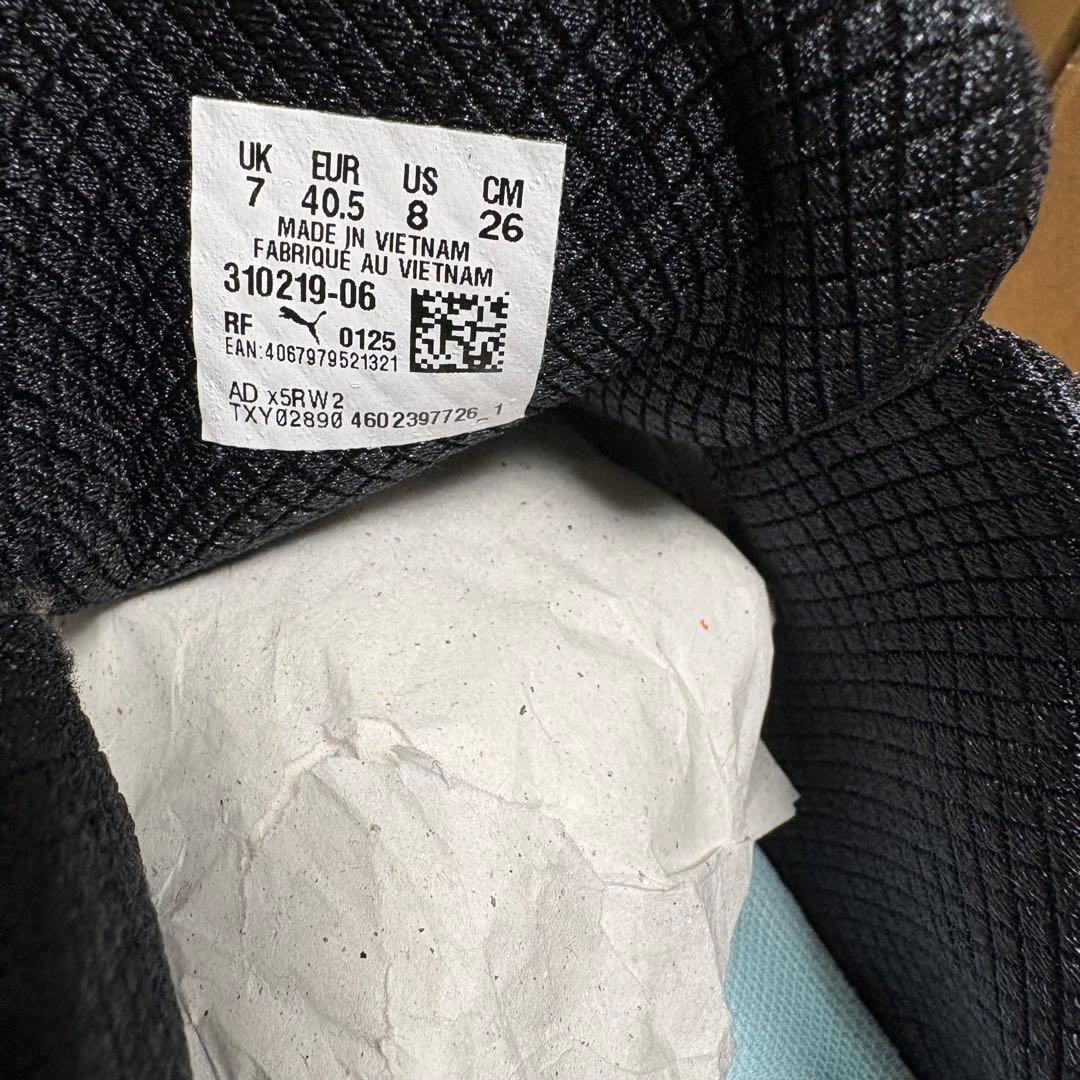 UK EUR US CM
7 40.5 8 26
MADE IN VIETNAM
FABRIQUÉ AU VIETNAM
310219-06
RF 0125
EAN:4067979521321
AD x5RW2
TXY02890 4602397726_1